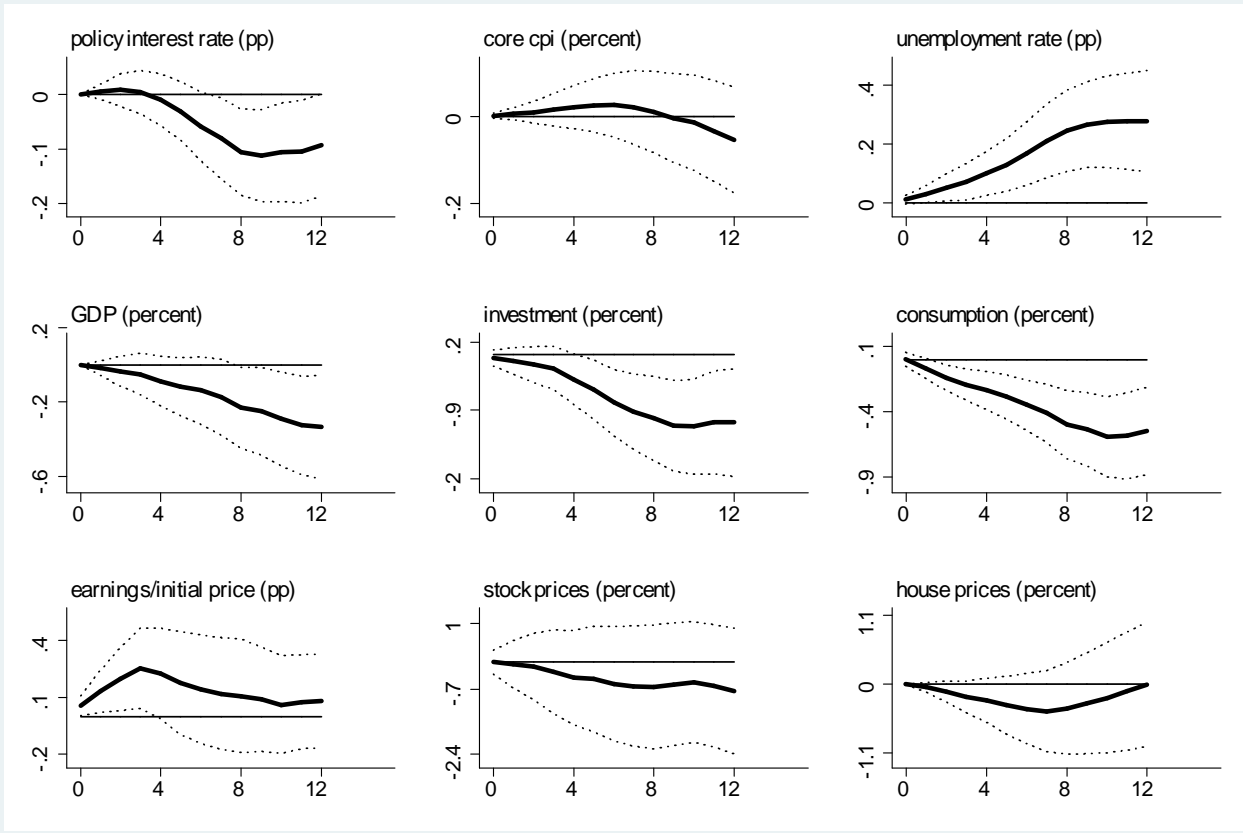 policy interest rate (pp)
0
-.1
-.2
0 4 8 12
core cpi (percent)
0
-.2
0 4 8 12
unemployment rate (pp)
.4
.2
0
0 4 8 12
GDP (percent)
.2
-.2
-.6
0 4 8 12
investment (percent)
.2
-.9
-2
0 4 8 12
consumption (percent)
.1
-.4
-.9
0 4 8 12
earnings/initial price (pp)
.4
.1
-.2
0 4 8 12
stock prices (percent)
1
-.7
-2.4
0 4 8 12
house prices (percent)
1.1
0
-1.1
0 4 8 12